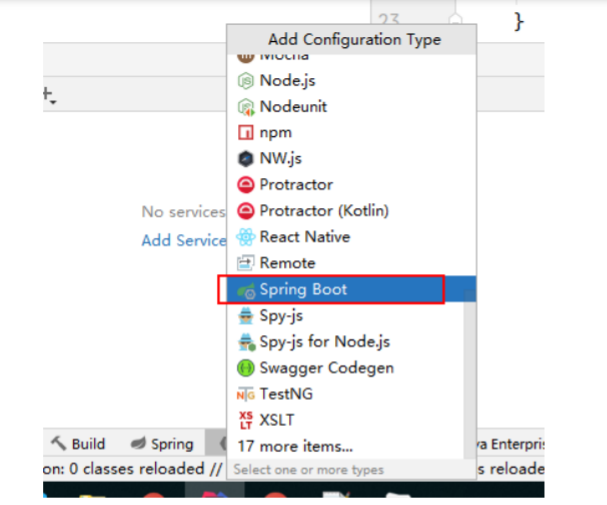 23
}
Add Configuration Type
Mocha
Node.js
Nodeunit
npm
NW.js
Protractor
No services
Protractor (Kotlin)
Add Service
React Native
Remote
Spring Boot
Spy-js
Spy-js for Node.js
Swagger Codegen
TestNG
XSLT
Build Spring 17 more items... va Enterpris
on: 0 classes reloaded // Select one or more types s reloade